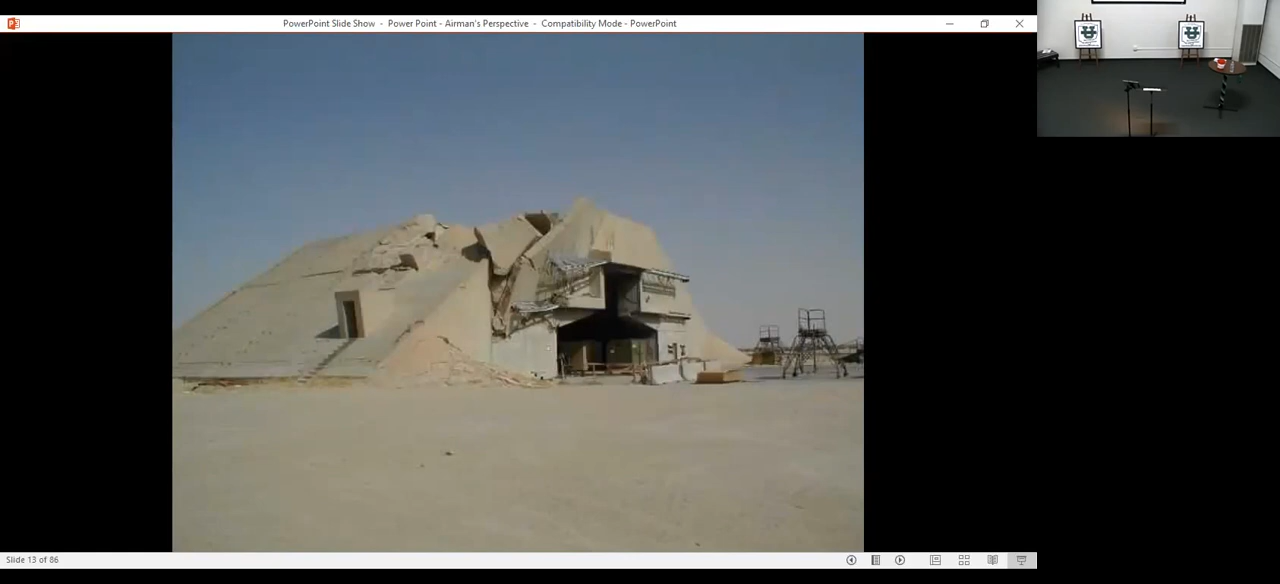 PowerPoint Slide Show - Power Point - Airman's Perspective - Compatibility Mode - PowerPoint
Slide 13 of 86